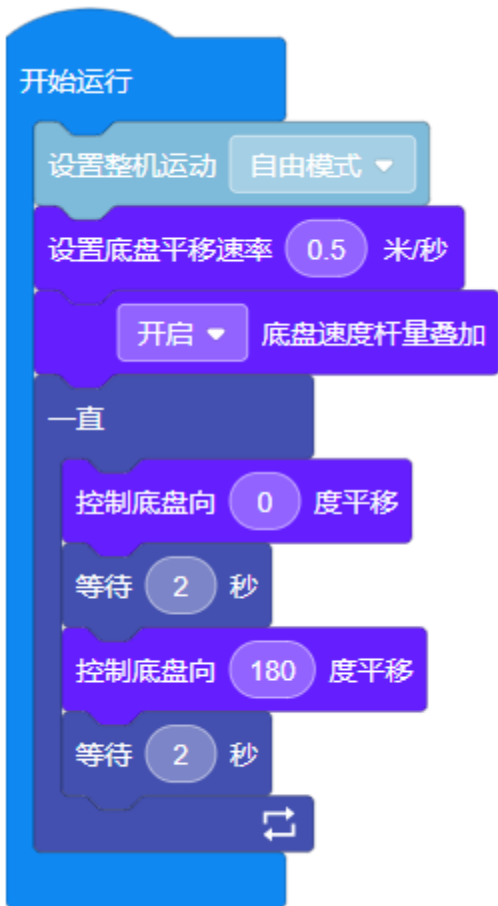 开始运行
设置整机运动 自由模式
设置底盘平移速率 0.5 米/秒
开启 底盘速度杆量叠加
一直
控制底盘向 0 度平移
等待 2 秒
控制底盘向 180 度平移
等待 2 秒